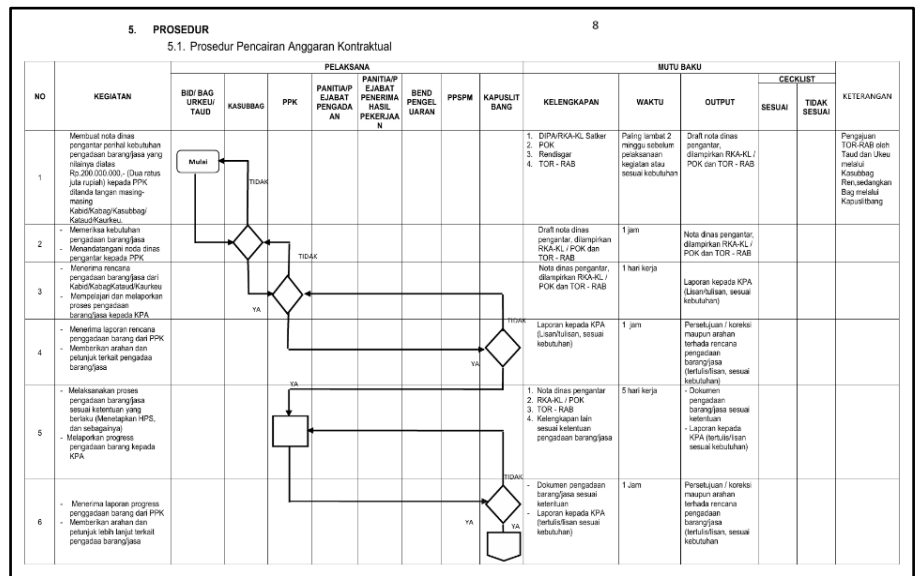 8
5. PROSEDUR
5.1. Prosedur Pencairan Anggaran Kontraktual
NO
KEGIATAN
PELAKSANA
MUTU BAKU
KETERANGAN
BID/ BAG
URKEU/
TAUD
KASUBBAG
PPK
PANITIA/P
EJABAT
PENGADA
AN
PANITIA/P
EJABAT
PENERIMA
HASIL
PEKERJAA
N
BEND
PENGEL
UARAN
PPSPM
KAPUSLIT
BANG
KELENGKAPAN
WAKTU
OUTPUT
CECKLIST
SESUAI
TIDAK
SESUAI
1
Membuat nota dinas
pengantar perihal kebutuhan
pengadaan barang/jasa yang
nilainya diatas
Rp.200.000.000,- (Dua ratus
juta rupiah) kepada PPK
ditanda tangan masing-
masing
Kabid/Kabag/Kasubbag/
Kataud/Kaurkeu.
Mulai
TIDAK
1. DIPA/RKA-KL Satker
2. POK
3. Rendisgar
4. TOR - RAB
Paling lambat 2
minggu sebelum
pelaksanaan
kegiatan atau
sesuai kebutuhan
Draft nota dinas
pengantar,
dilampirkan RKA-KL /
POK dan TOR - RAB
Pengajuan
TOR-RAB oleh
Taud dan Ukeu
melalui
Kasubbag
Ren,sedangkan
Bag melalui
Kapuslitbang
2
- Memeriksa kebutuhan
pengadaan barang/jasa
- Menandatangani noda dinas
pengantar kepada PPK
TIDAK
Draft nota dinas
pengantar, dilampirkan
RKA-KL / POK dan
TOR - RAB
1 jam
Nota dinas pengantar,
dilampirkan RKA-KL /
POK dan TOR - RAB
3
- Menerima rencana
pengadaan barang/jasa dari
Kabid/KabagKataud/Kaurkeu
- Mempelajari dan melaporkan
proses pengadaan
barang/jasa kepada KPA
YA
Nota dinas pengantar,
dilampirkan RKA-KL /
POK dan TOR - RAB
1 hari kerja
Laporan kepada KPA
(Lisan/tulisan, sesuai
kebutuhan)
4
- Menerima laporan rencana
penggadaan barang dari PPK
- Memberikan arahan dan
petunjuk terkait pengadaa
barang/jasa
TIDAK
YA
Laporan kepada KPA
(Lisan/tulisan, sesuai
kebutuhan)
1 jam
Persetujuan / koreksi
maupun arahan
terhada rencana
pengadaan
barang/jasa
(tertulis/lisan, sesuai
kebutuhan)
5
- Melaksanakan proses
pengadaan barang/jasa
sesuai ketentuan yang
berlaku (Menetapkan HPS,
dan sebagainya)
- Melaporkan progress
pengadaan barang kepada
KPA
YA
1. Nota dinas pengantar
2. RKA-KL / POK
3. TOR - RAB
4. Kelengkapan lain
sesuai ketentuan
pengadaan barang/jasa
5 hari kerja
- Dokumen
pengadaan
barang/jasa sesuai
ketentuan
- Laporan kepada
KPA (tertulis/lisan
sesuai kebutuhan)
6
- Menerima laporan progress
penggadaan barang dari PPK
- Memberikan arahan dan
petunjuk lebih lanjut terkait
pengadaa barang/jasa
TIDAK
YA
YA
- Dokumen pengadaan
barang/jasa sesuai
ketentuan
- Laporan kepada KPA
(tertulis/lisan sesuai
kebutuhan)
1 Jam
Persetujuan / koreksi
maupun arahan
terhada rencana
pengadaan
barang/jasa
(tertulis/lisan, sesuai
kebutuhan